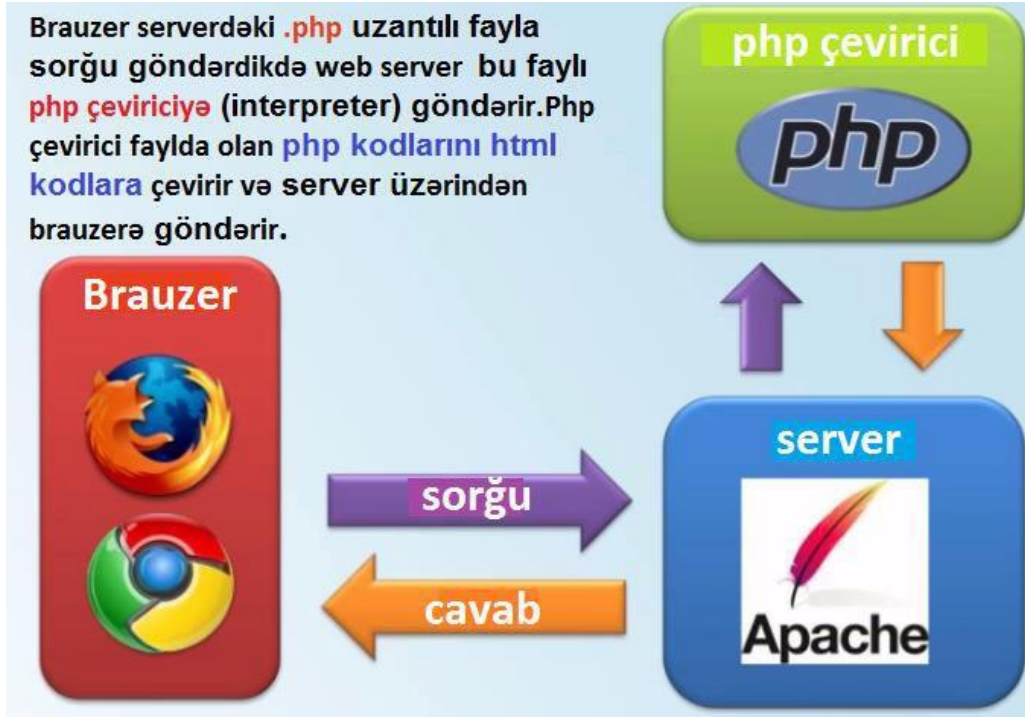 Brauzer serverdəki .php uzantılı fayla
sorğu göndərdikdə web server bu faylı
php çeviriciyə (interpreter) göndərir.Php
çevirici faylda olan php kodlarını html
kodlara çevirir və server üzərindən
brauzerə göndərir.
php çevirici
php
Brauzer
server
sorğu
cavab
Apache